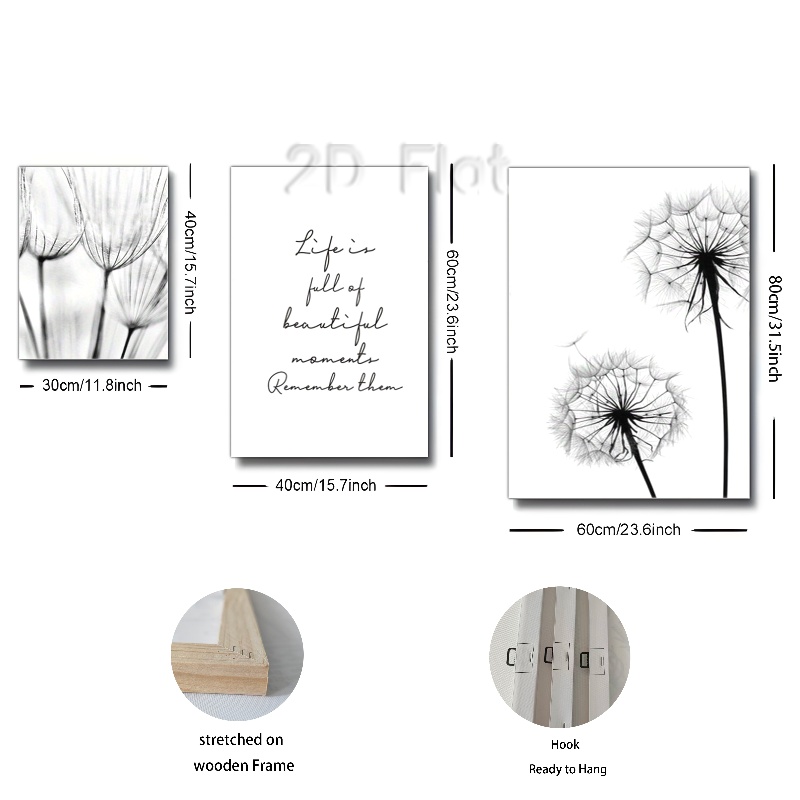 2D Flat
Life is
full of
beautiful
moments
Remember them
40cm/15.7inch
60cm/23.6inch
80cm/31.5inch
30cm/11.8inch
40cm/15.7inch
60cm/23.6inch
stretched on
wooden Frame
Hook
Ready to Hang